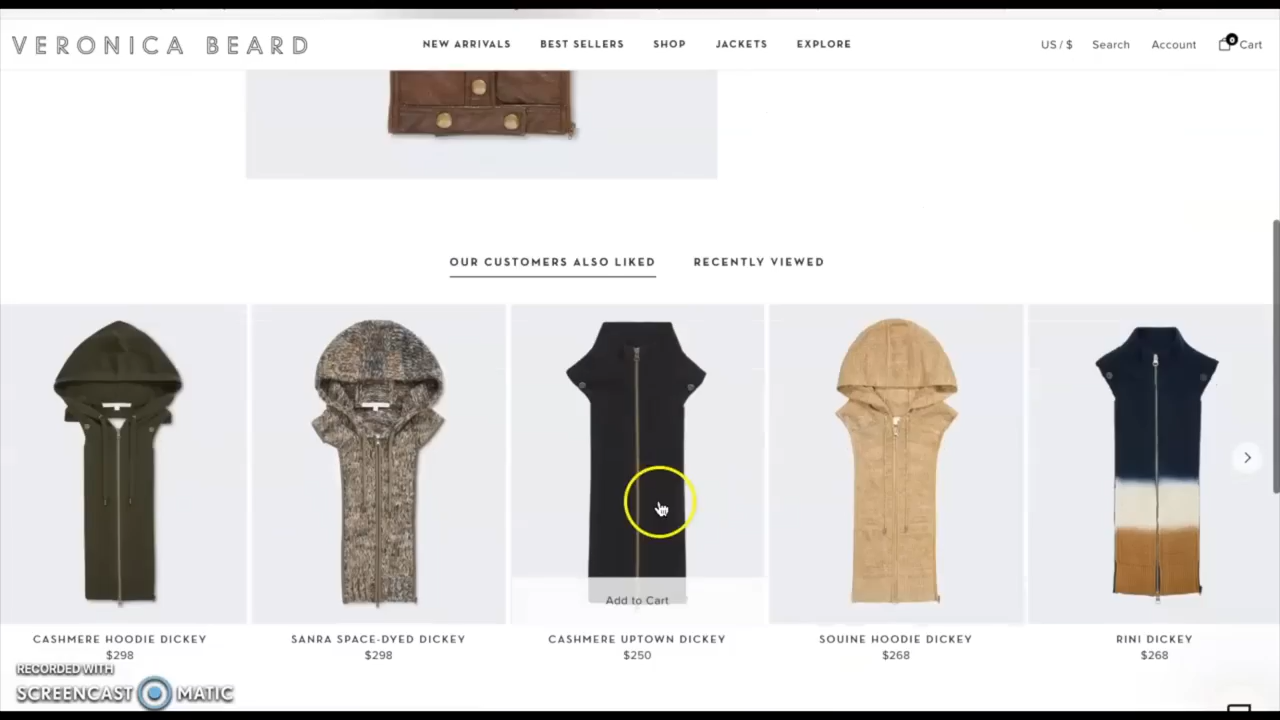 VERONICA BEARD
NEW ARRIVALS BEST SELLERS SHOP JACKETS EXPLORE
US / $ Search Account 0 Cart
OUR CUSTOMERS ALSO LIKED RECENTLY VIEWED
Add to Cart
CASHMERE HOODIE DICKEY
$298
SANRA SPACE-DYED DICKEY
$298
CASHMERE UPTOWN DICKEY
$250
SOUINE HOODIE DICKEY
$268
RINI DICKEY
$268
RECORDED WITH
SCREENCAST MATIC